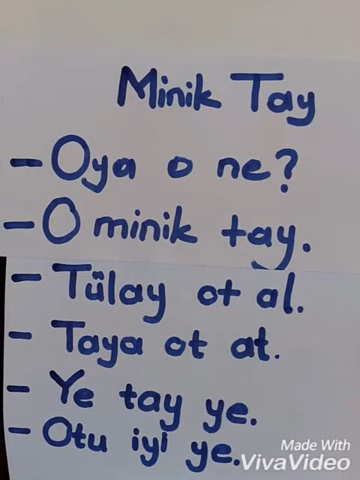 Minik Tay
- Oya o ne?
- O minik tay.
- Tülay ot al.
- Taya ot at.
- Ye tay ye.
- Otu iyi ye.
Made With
VivaVideo